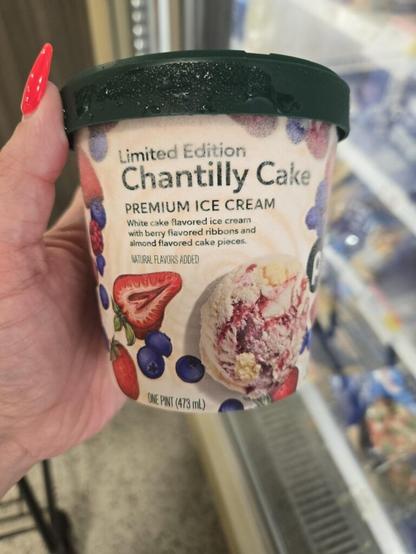 Limited Edition
Chantilly Cake
PREMIUM ICE CREAM
White cake flavored ice cream
with berry flavored ribbons and
almond flavored cake pieces.
NATURAL FLAVORS ADDED
ONE PINT (473 mL)